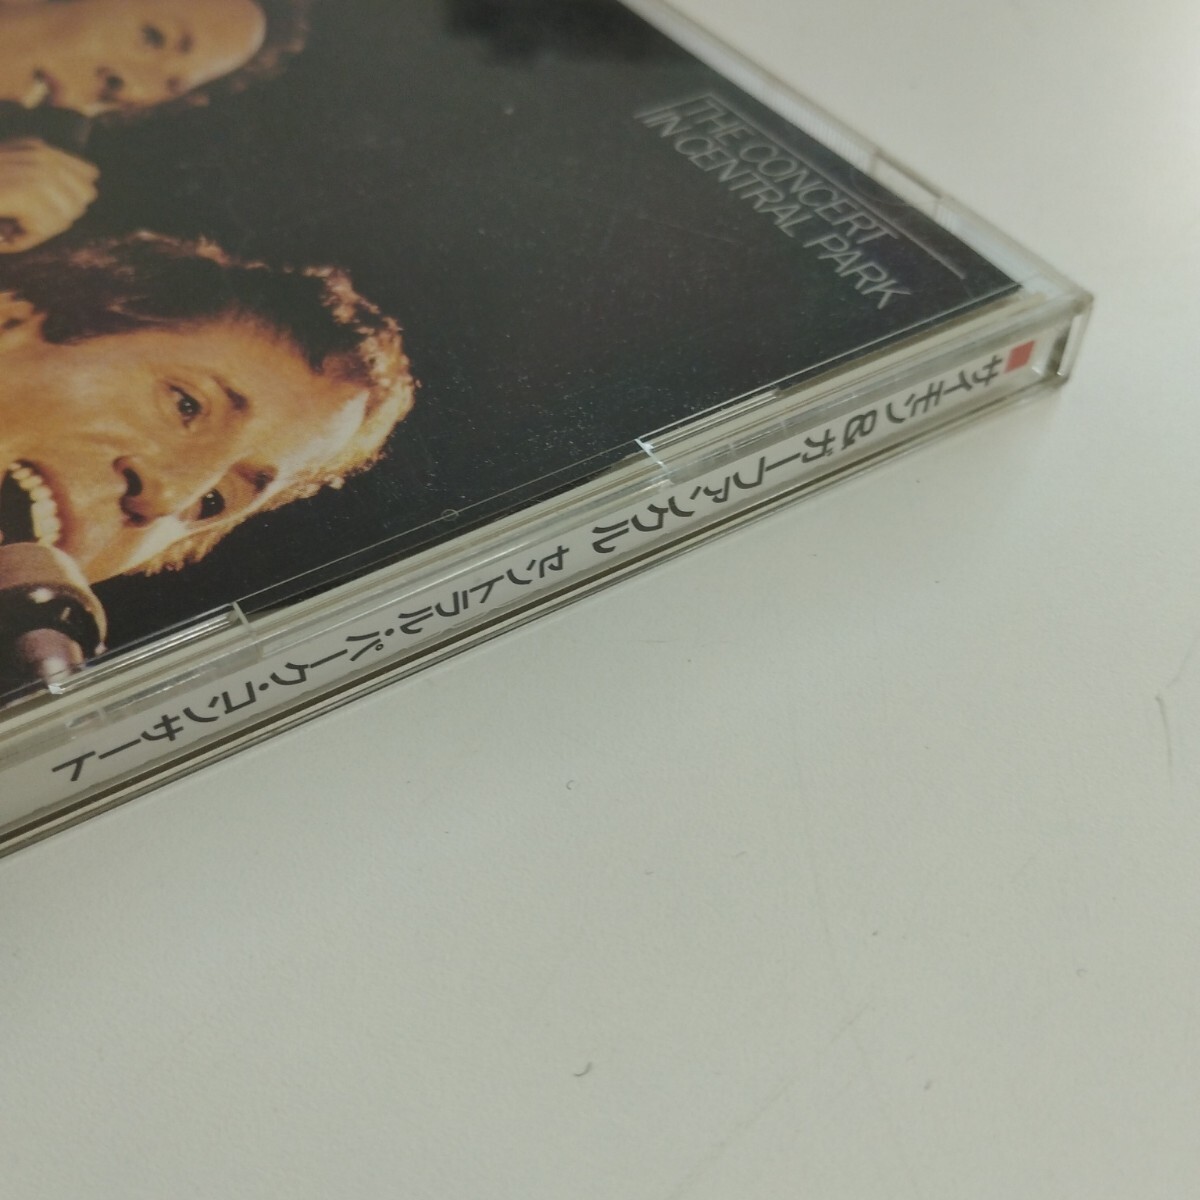 THE CONCERT
IN CENTRAL PARK
サイモン&ガーファンクル セントラル・パーク・コンサート